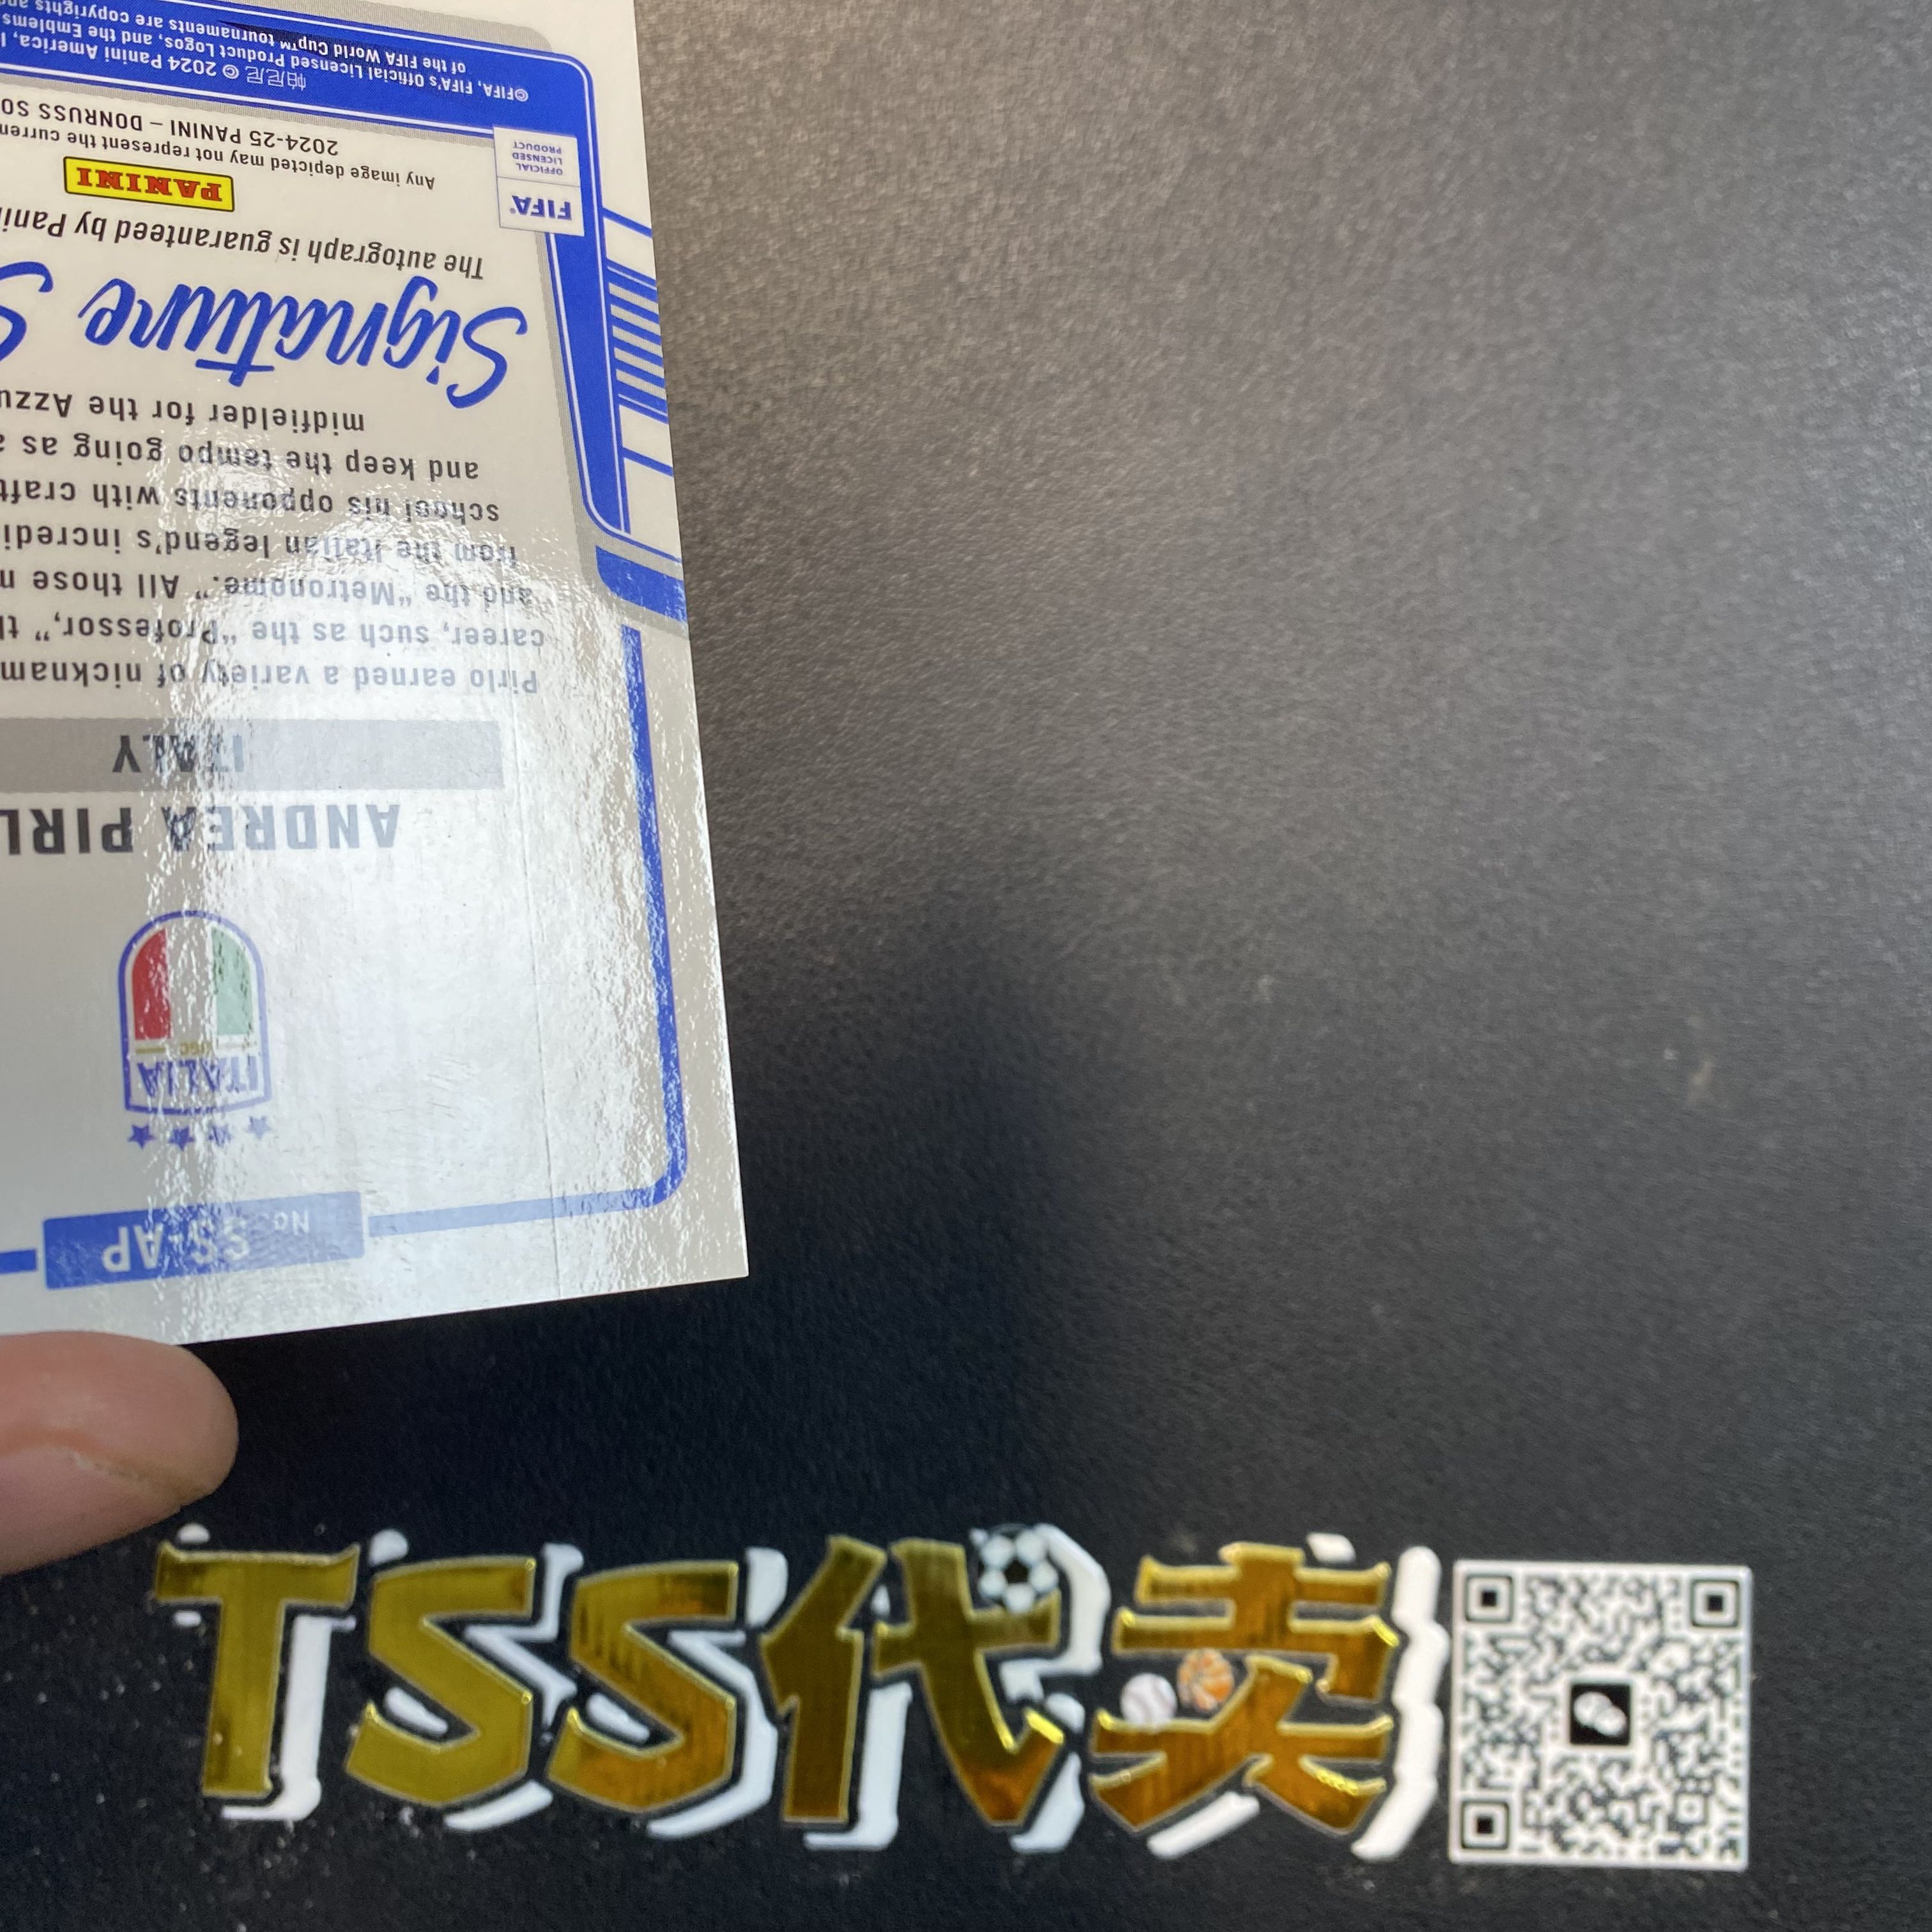 No. SS-AP
ITALIA
FIGC
ANDREA PIRL
ITALY
Pirlo earned a variety of nicknam
career, such as the “Professor,” th
and the “Metronome.” All those n
from the Italian legend's incredi
school his opponents with craft
and keep the tempo going as a
midfielder for the Azzu
Signature S
The autograph is guaranteed by Panin
PANINI
Any image depicted may not represent the curren
2024-25 PANINI – DONRUSS SO
FIFA
OFFICIAL
LICENSED
PRODUCT
帕尼尼 © 2024 Panini America, I
©FIFA, FIFA's Official Licensed Product Logos, and the Emblems
of the FIFA World Cup™ tournaments are copyrights and
TSS代卖